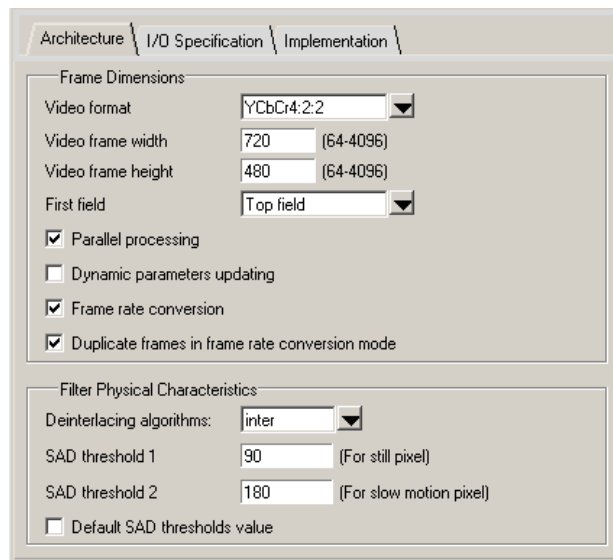 Architecture I/O Specification Implementation
Frame Dimensions
Video format YCbCr4:2:2
Video frame width 720 (64-4096)
Video frame height 480 (64-4096)
First field Top field
Parallel processing
Dynamic parameters updating
Frame rate conversion
Duplicate frames in frame rate conversion mode
Filter Physical Characteristics
Deinterlacing algorithms: inter
SAD threshold 1 90 (For still pixel)
SAD threshold 2 180 (For slow motion pixel)
Default SAD thresholds value